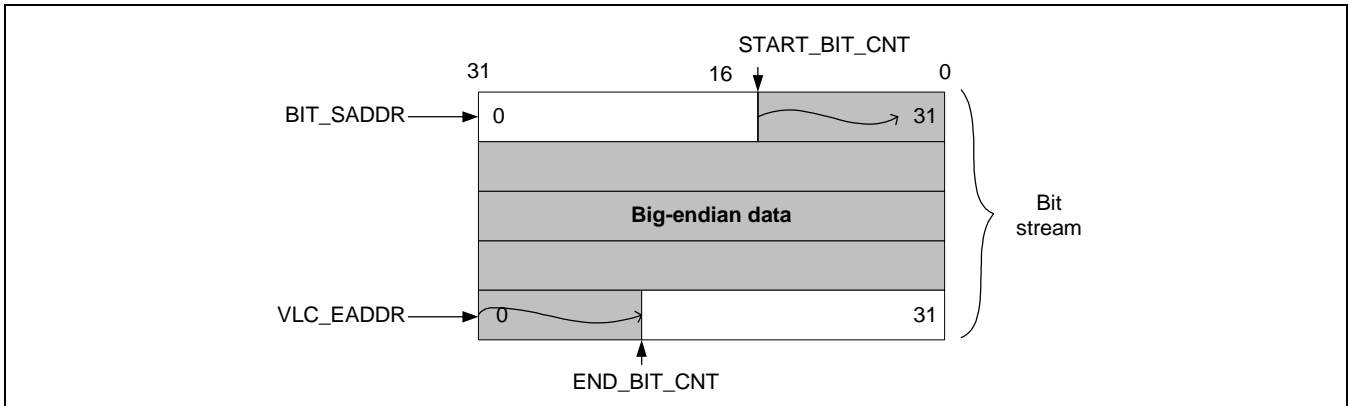 START_BIT_CNT
31 16 0
BIT_SADDR 0 31
Big-endian data
Bit
stream
VLC_EADDR 0 31
END_BIT_CNT